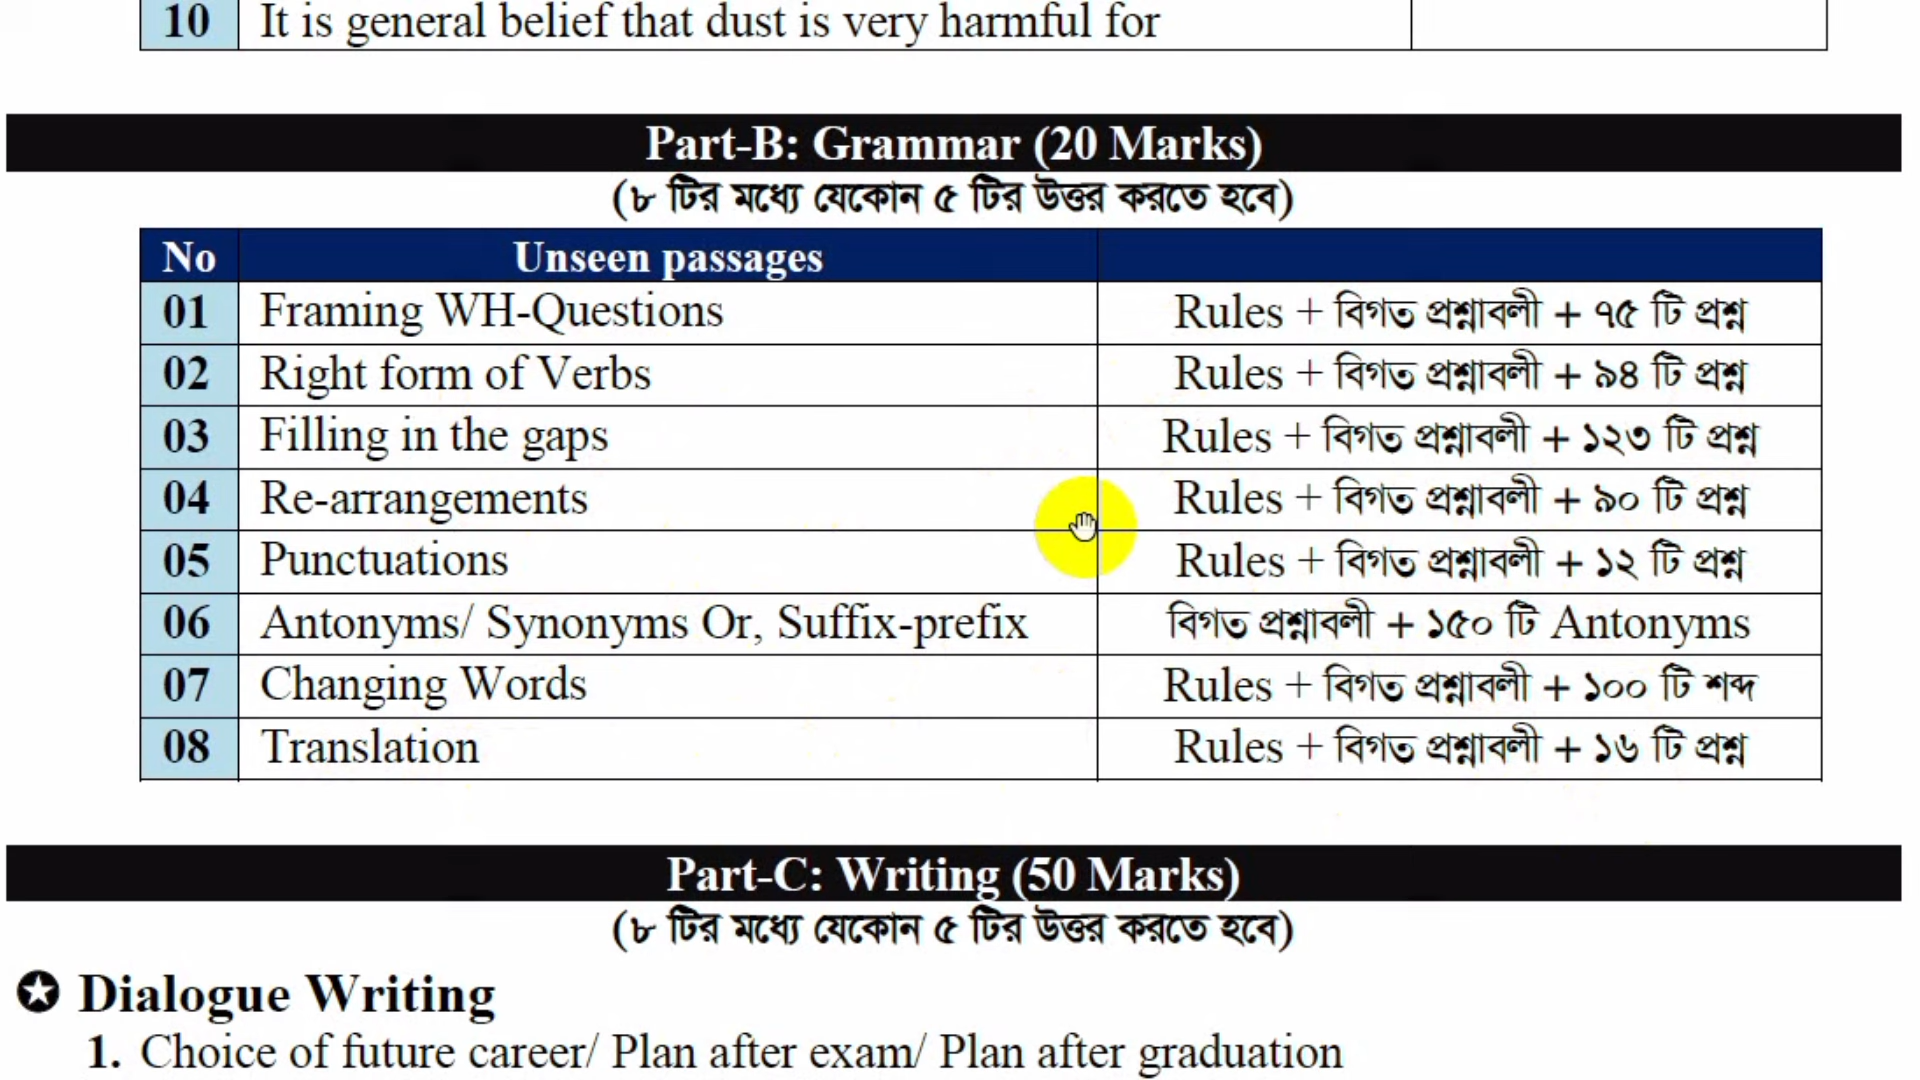 10 It is general belief that dust is very harmful for
Part-B: Grammar (20 Marks)
(৮ টির মধ্যে যেকোন ৫ টির উত্তর করতে হবে)
No Unseen passages
01 Framing WH-Questions Rules + বিগত প্রশ্নাবলী + ৭৫ টি প্রশ্ন
02 Right form of Verbs Rules + বিগত প্রশ্নাবলী + ৯৪ টি প্রশ্ন
03 Filling in the gaps Rules + বিগত প্রশ্নাবলী + ১২৩ টি প্রশ্ন
04 Re-arrangements Rules + বিগত প্রশ্নাবলী + ৯০ টি প্রশ্ন
05 Punctuations Rules + বিগত প্রশ্নাবলী + ১২ টি প্রশ্ন
06 Antonyms/ Synonyms Or, Suffix-prefix বিগত প্রশ্নাবলী + ১৫০ টি Antonyms
07 Changing Words Rules + বিগত প্রশ্নাবলী + ১০০ টি শব্দ
08 Translation Rules + বিগত প্রশ্নাবলী + ১৬ টি প্রশ্ন
Part-C: Writing (50 Marks)
(৮ টির মধ্যে যেকোন ৫ টির উত্তর করতে হবে)
Dialogue Writing
1. Choice of future career/ Plan after exam/ Plan after graduation